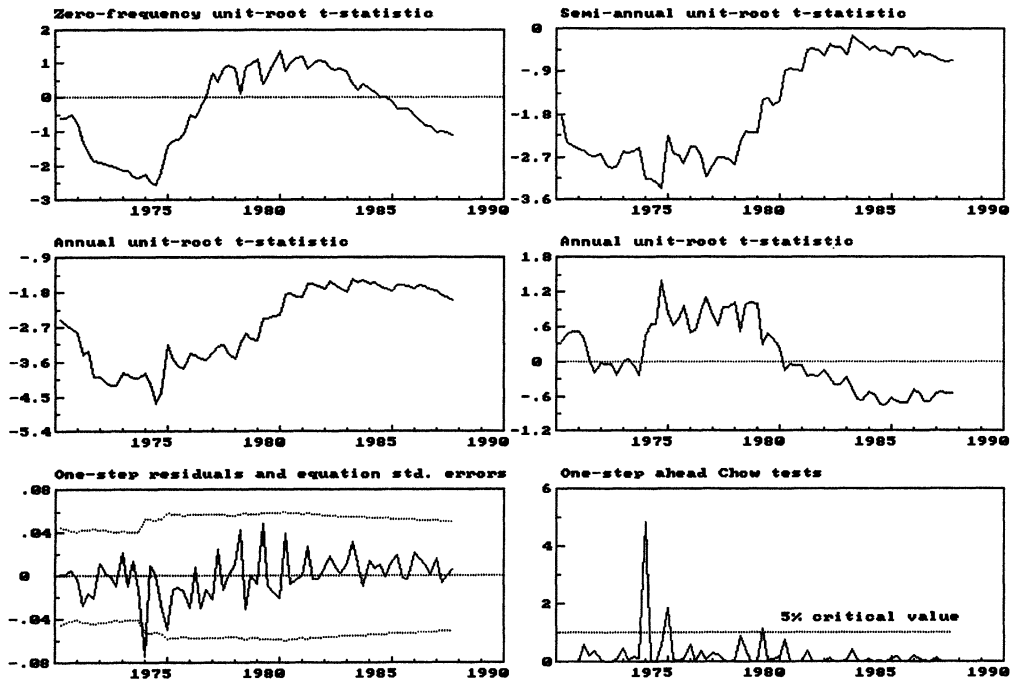 Zero-frequency unit-root t-statistic
2
1
0
-1
-2
-3
1975 1980 1985 1990
Semi-annual unit-root t-statistic
0
-.9
-1.8
-2.7
-3.6
1975 1980 1985 1990
Annual unit-root t-statistic
-.9
-1.8
-2.7
-3.6
-4.5
-5.4
1975 1980 1985 1990
Annual unit-root t-statistic
1.8
1.2
.6
0
-.6
-1.2
1975 1980 1985 1990
One-step residuals and equation std. errors
.08
.04
0
-.04
-.08
1975 1980 1985 1990
One-step ahead Chow tests
6
4
2
0
5% critical value
1975 1980 1985 1990